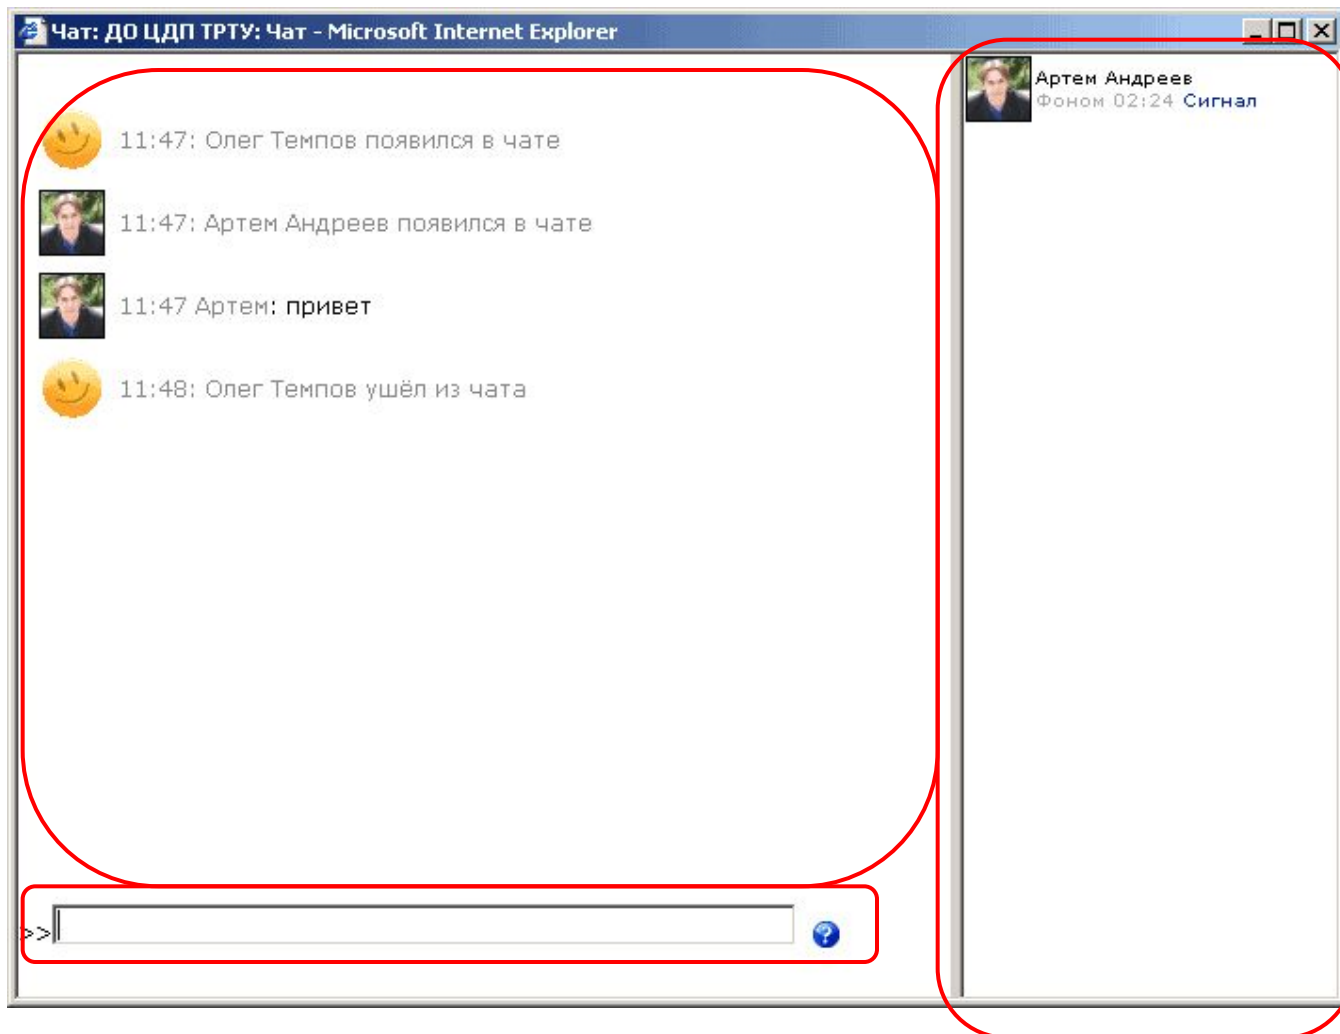 Чат: ДО ЦДП ТРТУ: Чат - Microsoft Internet Explorer
11:47: Олег Темпов появился в чате
11:47: Артем Андреев появился в чате
11:47 Артем: привет
11:48: Олег Темпов ушёл из чата
>>
?
Артем Андреев
Фоном 02:24 Сигнал